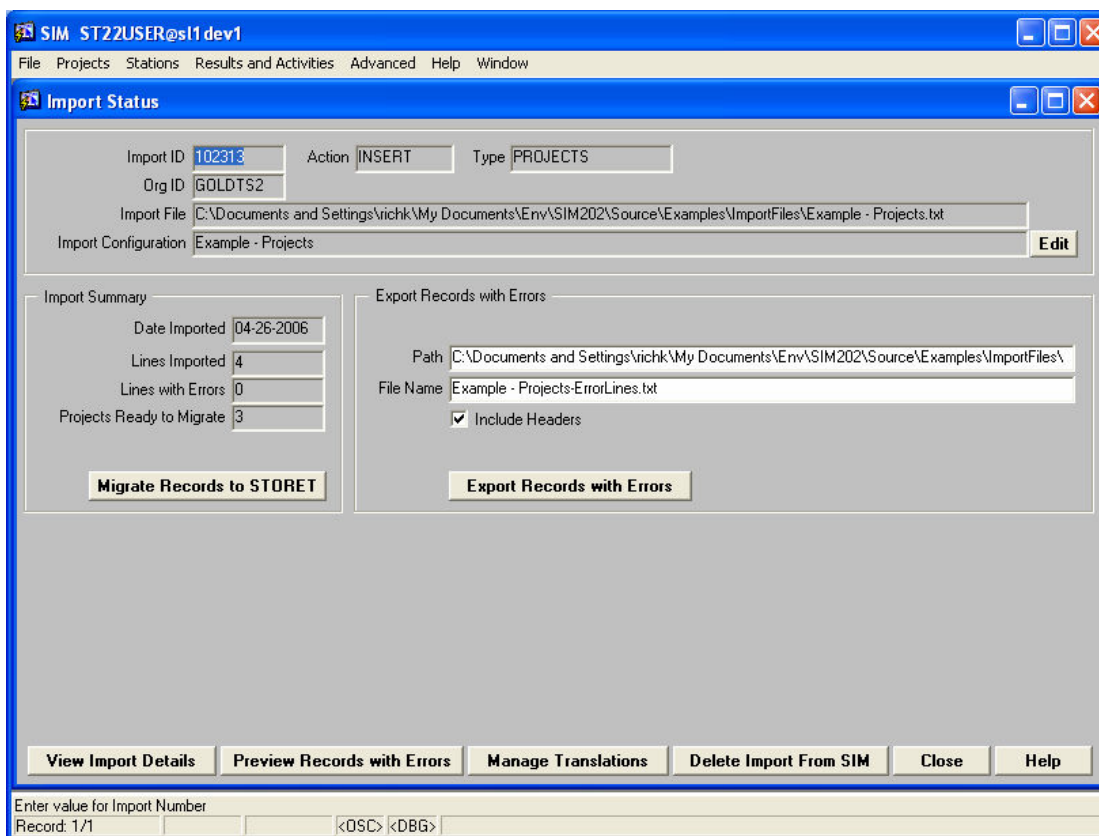 SIM ST22USER@sl1dev1
File Projects Stations Results and Activities Advanced Help Window
Import Status
Import ID 102313 Action INSERT Type PROJECTS
Org ID GOLDTS2
Import File C:\Documents and Settings\richk\My Documents\Env\SIM202\Source\Examples\ImportFiles\Example - Projects.txt
Import Configuration Example - Projects Edit
Import Summary
Date Imported 04-26-2006
Lines Imported 4
Lines with Errors 0
Projects Ready to Migrate 3
Migrate Records to STORET
Export Records with Errors
Path C:\Documents and Settings\richk\My Documents\Env\SIM202\Source\Examples\ImportFiles\
File Name Example - Projects-ErrorLines.txt
Include Headers
Export Records with Errors
View Import Details Preview Records with Errors Manage Translations Delete Import From SIM Close Help
Enter value for Import Number
Record: 1/1 <OSC> <DBG>